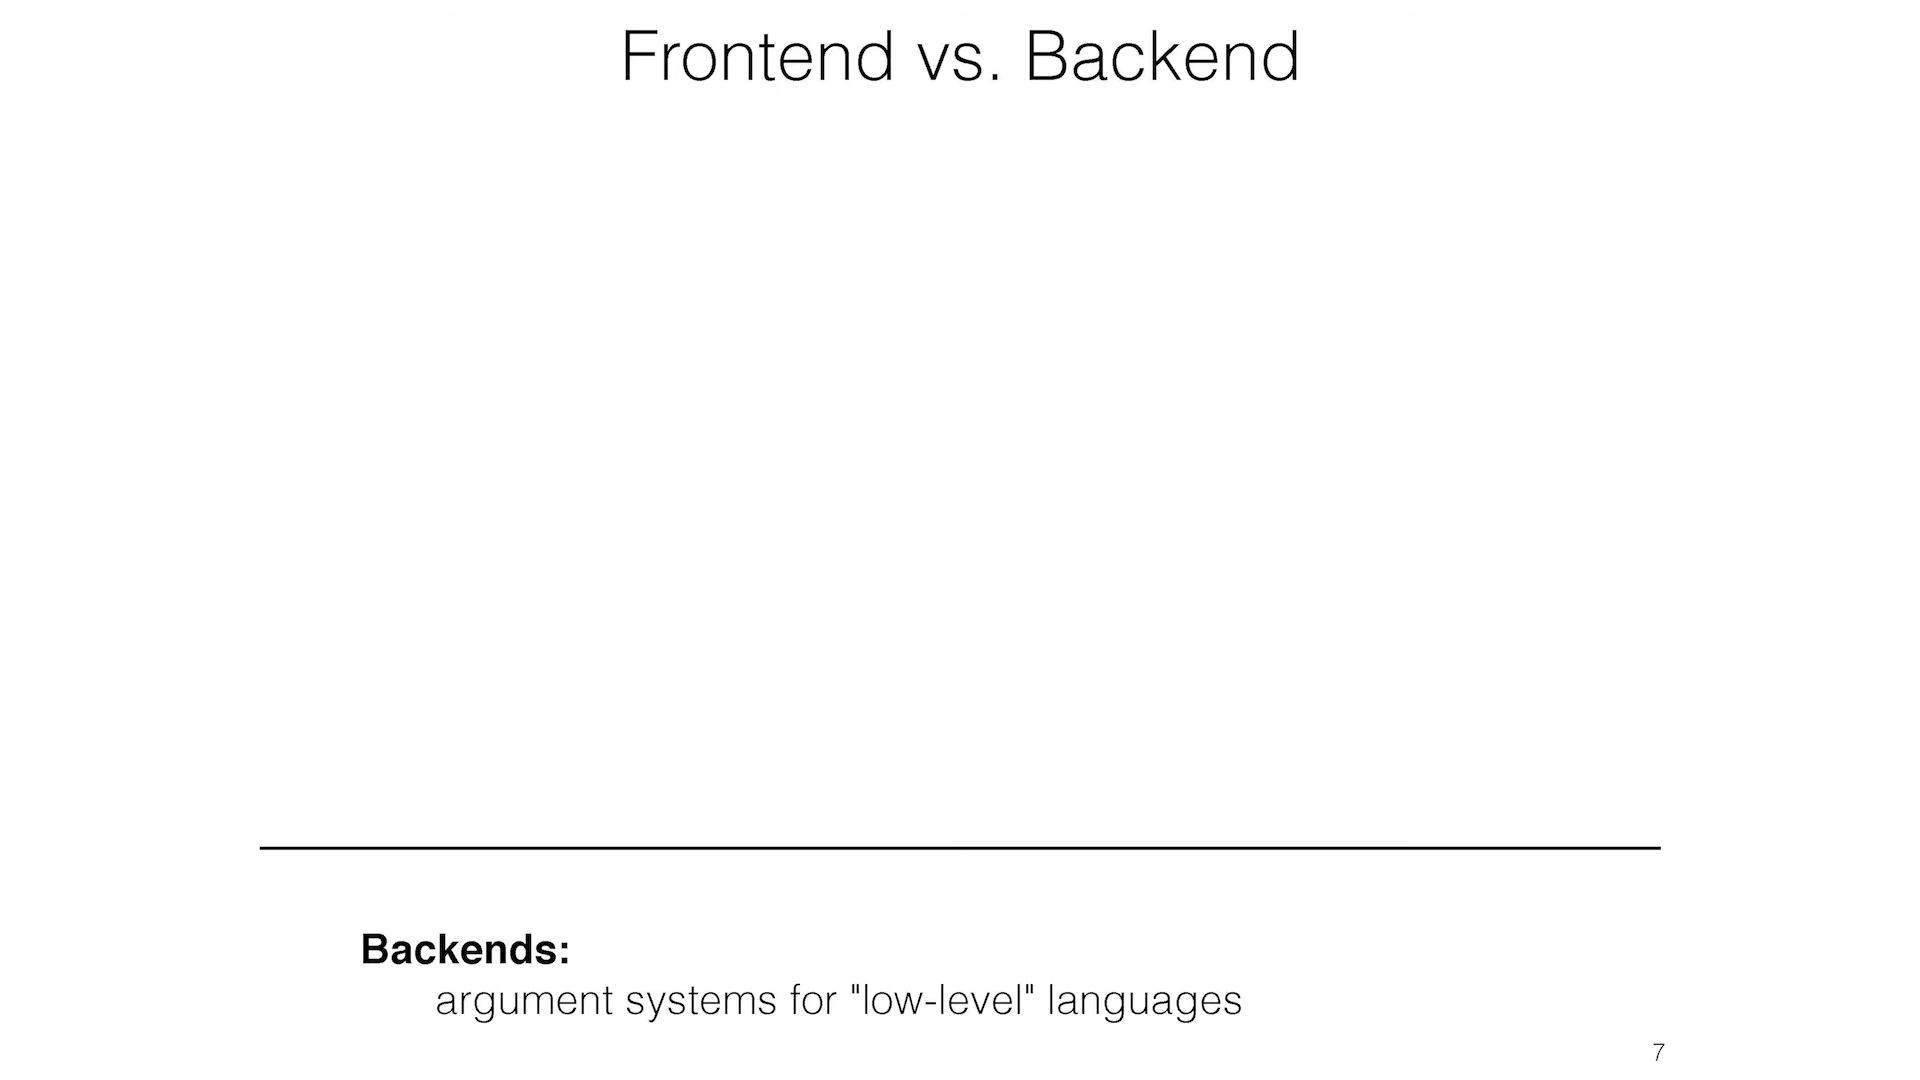 Frontend vs. Backend
Backends:
argument systems for "low-level" languages
7